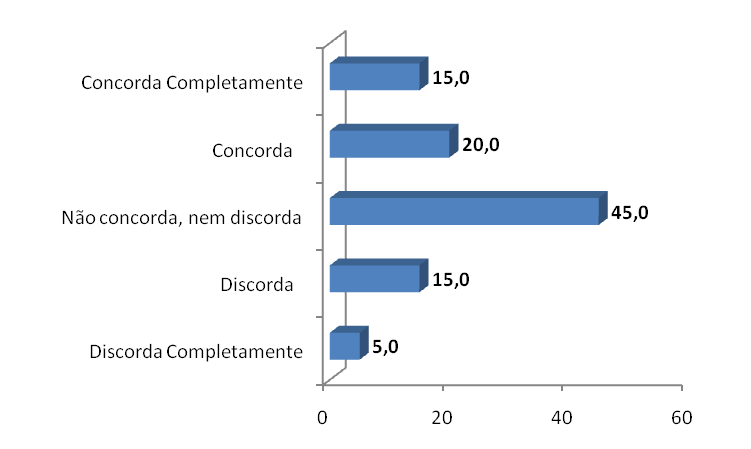 Concorda Completamente 15,0
Concorda 20,0
Não concorda, nem discorda 45,0
Discorda 15,0
Discorda Completamente 5,0
0 20 40 60